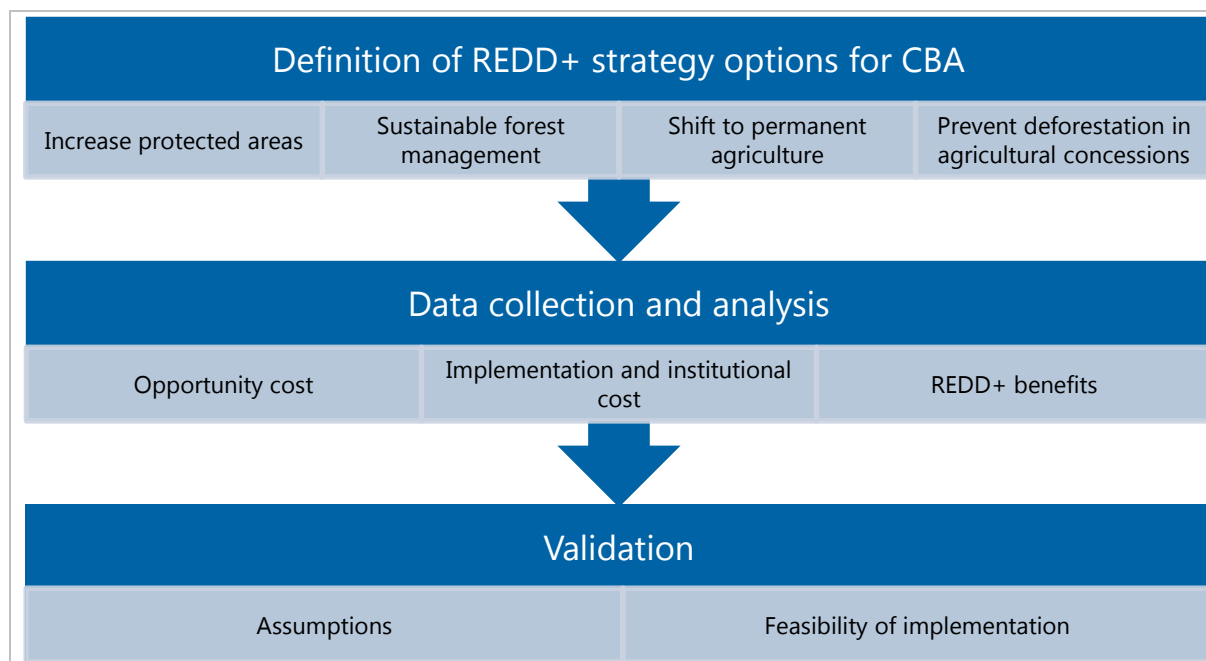 Definition of REDD+ strategy options for CBA
Increase protected areas
Sustainable forest
management
Shift to permanent
agriculture
Prevent deforestation in
agricultural concessions
Data collection and analysis
Opportunity cost
Implementation and institutional
cost
REDD+ benefits
Validation
Assumptions
Feasibility of implementation